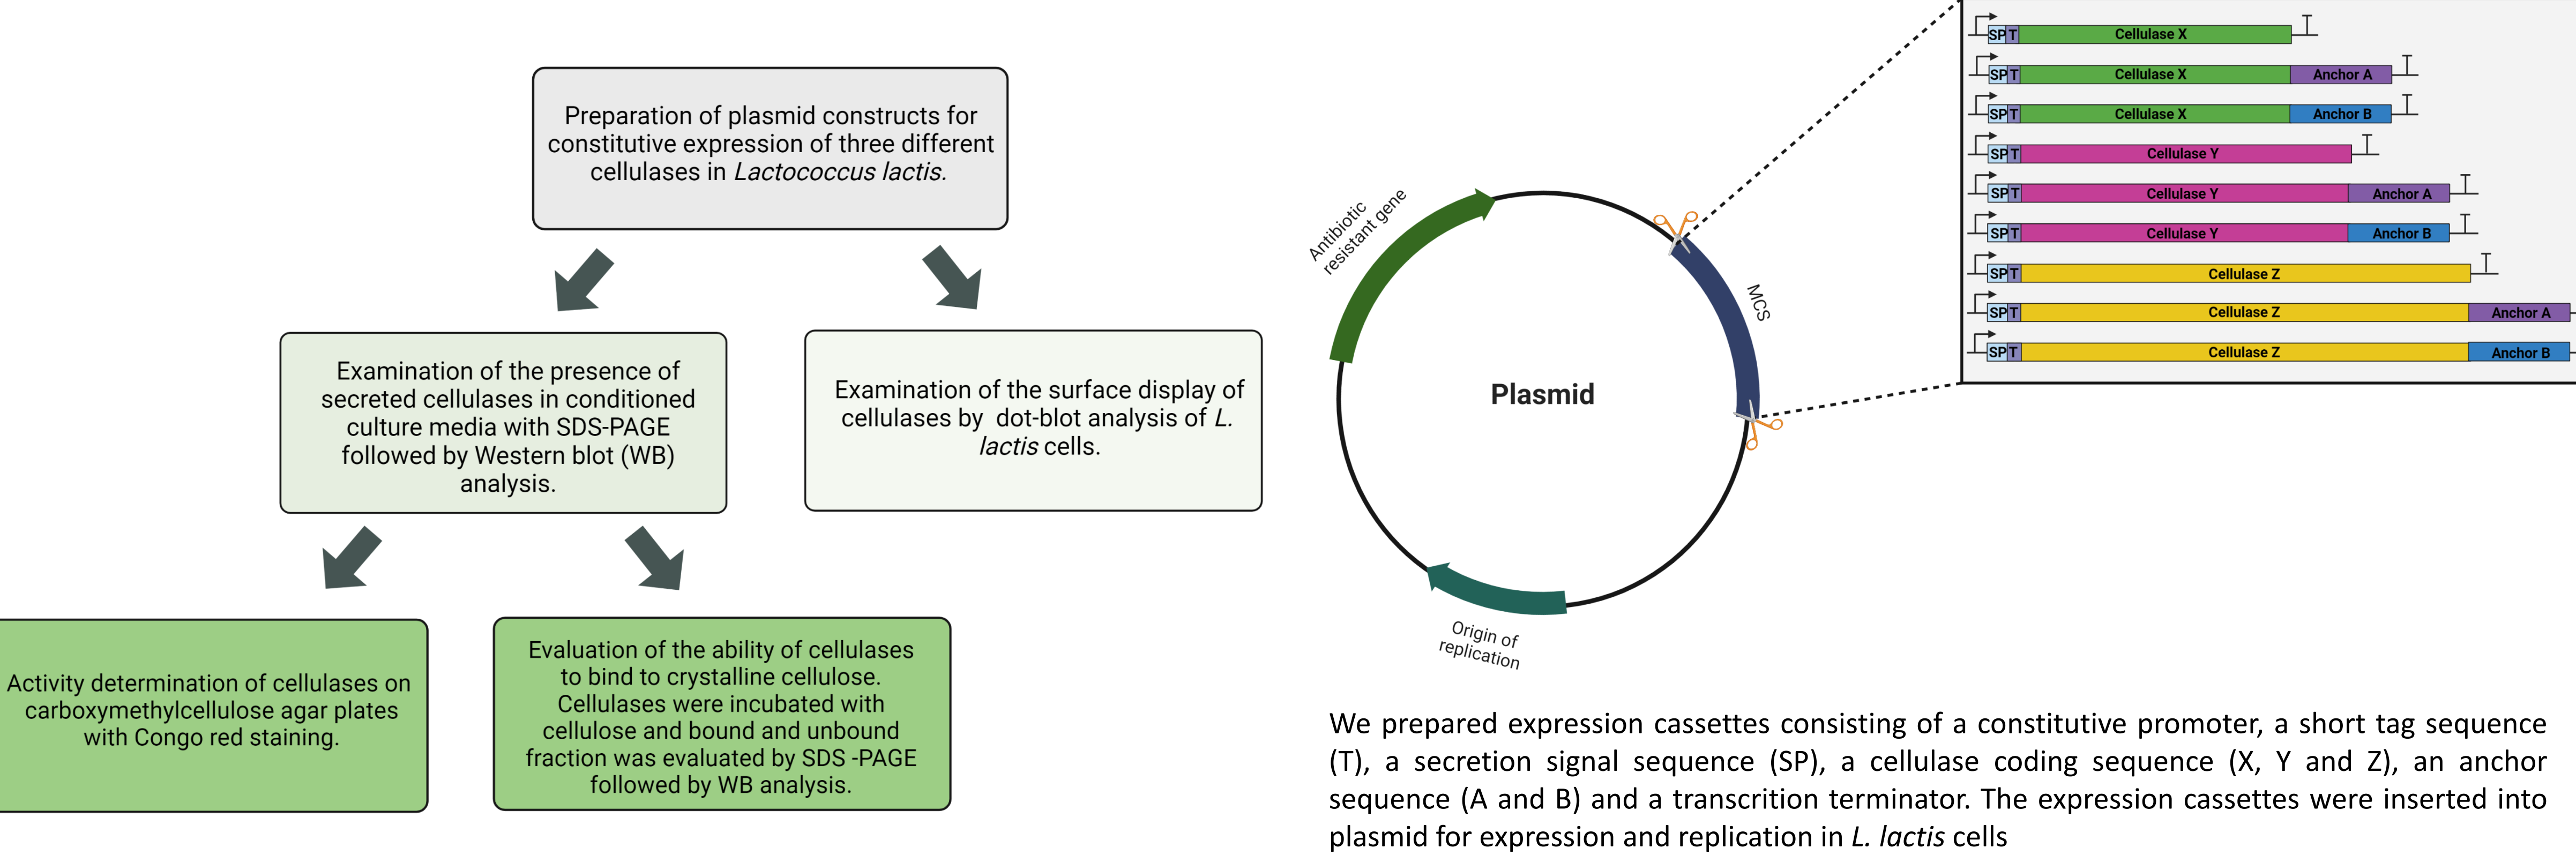 Preparation of plasmid constructs for
constitutive expression of three different
cellulases in Lactococcus lactis.
Examination of the presence of
secreted cellulases in conditioned
culture media with SDS-PAGE
followed by Western blot (WB)
analysis.
Examination of the surface display of
cellulases by dot-blot analysis of L.
lactis cells.
Activity determination of cellulases on
carboxymethylcellulose agar plates
with Congo red staining.
Evaluation of the ability of cellulases
to bind to crystalline cellulose.
Cellulases were incubated with
cellulose and bound and unbound
fraction was evaluated by SDS -PAGE
followed by WB analysis.
Antibiotic
resistant gene
MCS
Plasmid
Origin of
replication
SP T Cellulase X
SP T Cellulase X Anchor A
SP T Cellulase X Anchor B
SP T Cellulase Y
SP T Cellulase Y Anchor A
SP T Cellulase Y Anchor B
SP T Cellulase Z
SP T Cellulase Z Anchor A
SP T Cellulase Z Anchor B
We prepared expression cassettes consisting of a constitutive promoter, a short tag sequence
(T), a secretion signal sequence (SP), a cellulase coding sequence (X, Y and Z), an anchor
sequence (A and B) and a transcrition terminator. The expression cassettes were inserted into
plasmid for expression and replication in L. lactis cells